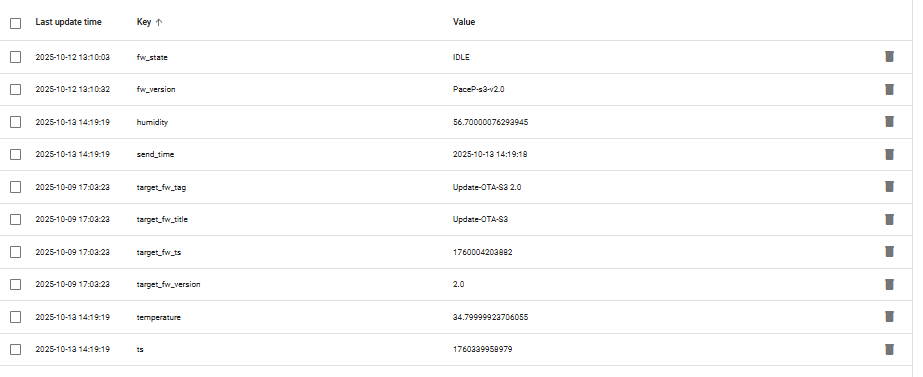 Last update time Key ↑ Value
2025-10-12 13:10:03 fw_state IDLE
2025-10-12 13:10:32 fw_version PaceP-s3-v2.0
2025-10-13 14:19:19 humidity 56.70000076293945
2025-10-13 14:19:19 send_time 2025-10-13 14:19:18
2025-10-09 17:03:23 target_fw_tag Update-OTA-S3 2.0
2025-10-09 17:03:23 target_fw_title Update-OTA-S3
2025-10-09 17:03:23 target_fw_ts 1760004203882
2025-10-09 17:03:23 target_fw_version 2.0
2025-10-13 14:19:19 temperature 34.79999923706055
2025-10-13 14:19:19 ts 1760339958979